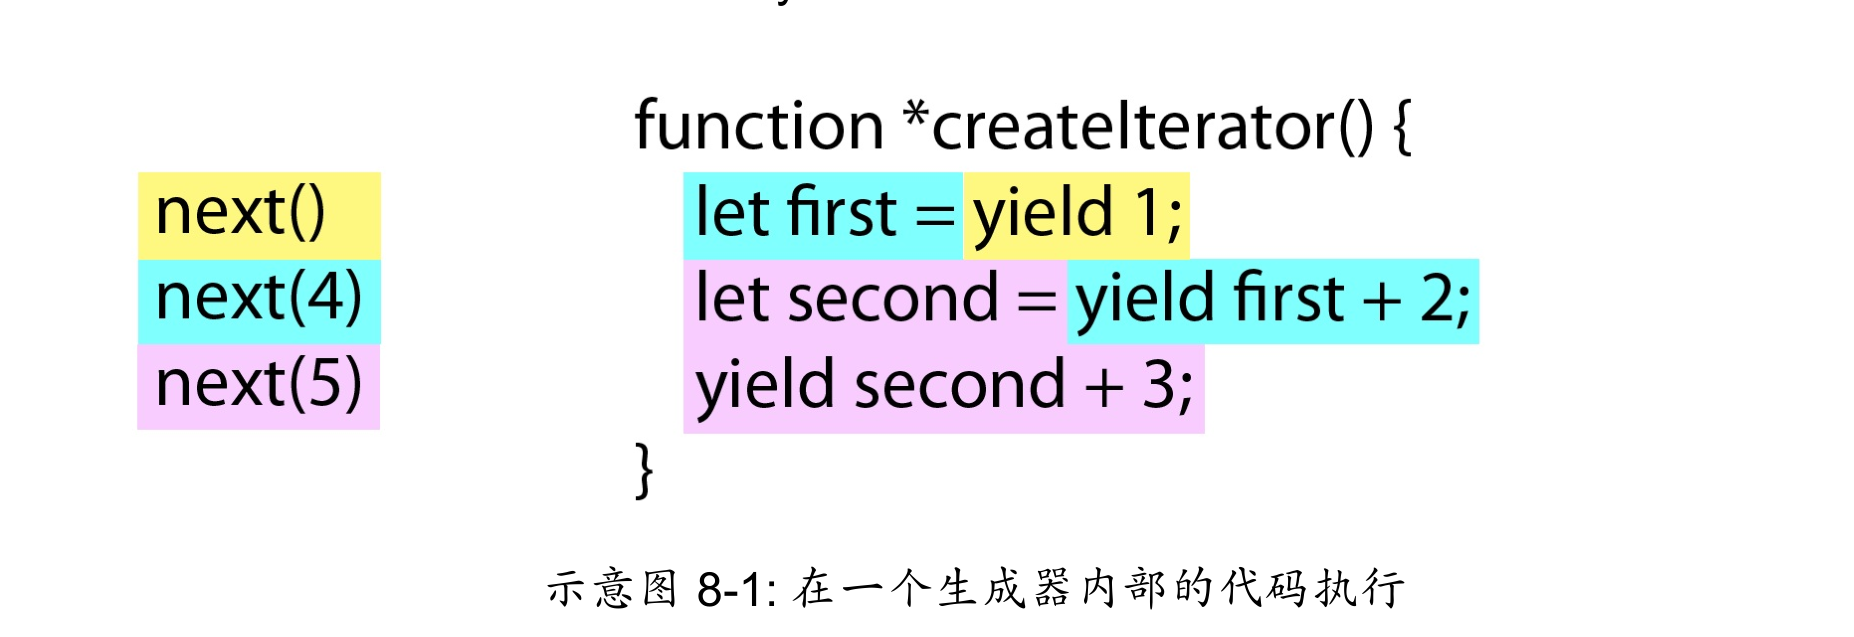 function *createIterator() {
next() let first = yield 1;
next(4) let second = yield first + 2;
next(5) yield second + 3;
}
示意图 8-1: 在一个生成器内部的代码执行